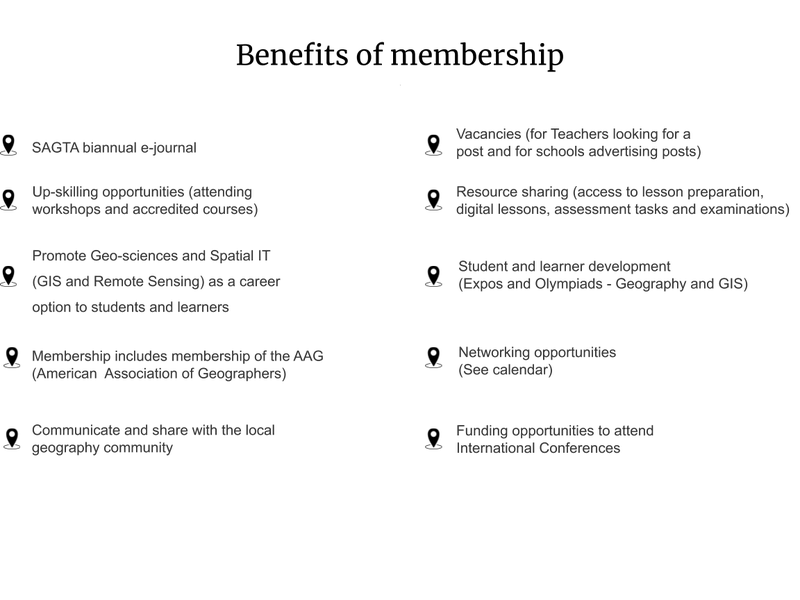 Benefits of membership
SAGTA biannual e-journal
Up-skilling opportunities (attending
workshops and accredited courses)
Promote Geo-sciences and Spatial IT
(GIS and Remote Sensing) as a career
option to students and learners
Membership includes membership of the AAG
(American  Association of Geographers)
Communicate and share with the local
geography community
Vacancies (for Teachers looking for a
post and for schools advertising posts)
Resource sharing (access to lesson preparation,
digital lessons, assessment tasks and examinations)
Student and learner development
(Expos and Olympiads - Geography and GIS)
Networking opportunities
(See calendar)
Funding opportunities to attend
International Conferences